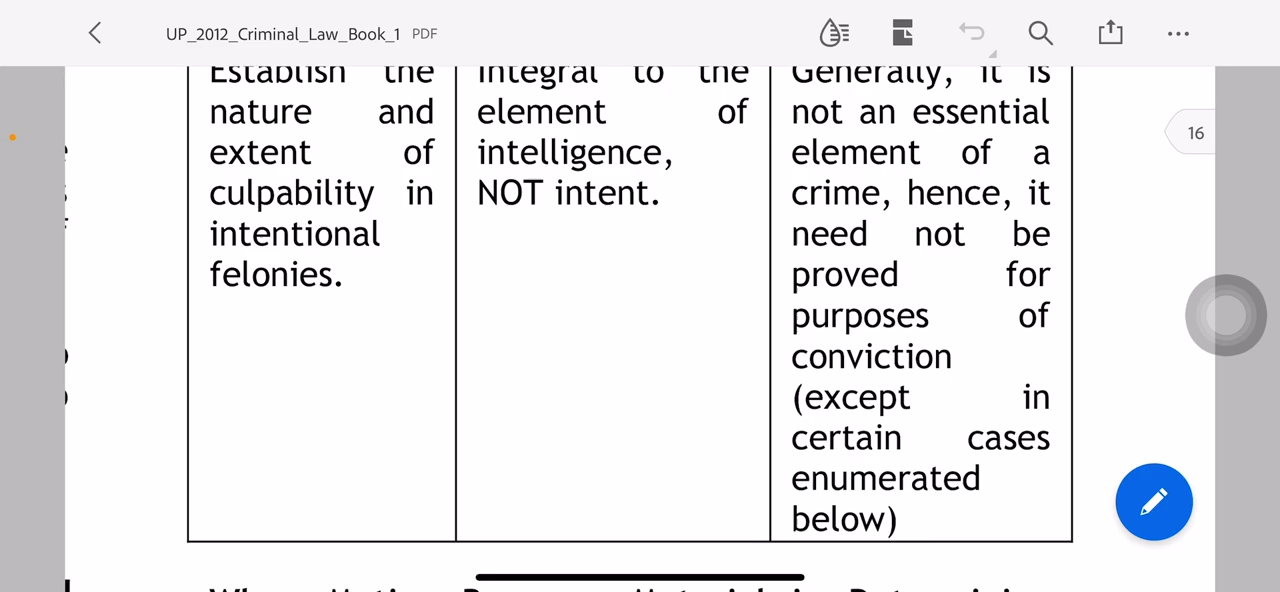 UP_2012_Criminal_Law_Book_1 PDF
16
Establish the
nature and
extent of
culpability in
intentional
felonies.
Integral to the
element of
intelligence,
NOT intent.
Generally, it is
not an essential
element of a
crime, hence, it
need not be
proved for
purposes of
conviction
(except in
certain cases
enumerated
below)